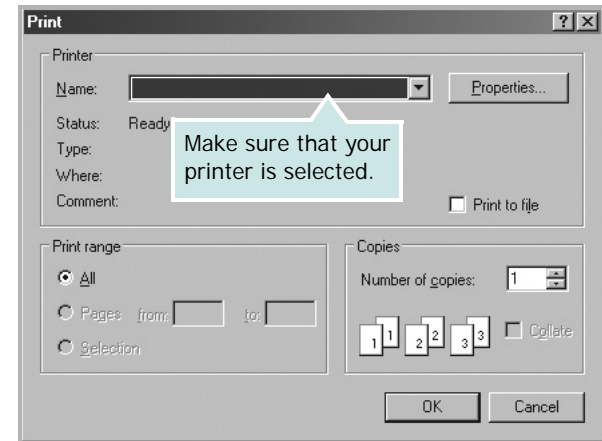 Print
Printer
Name:
Properties...
Status: Ready
Type:
Where:
Comment:
Make sure that your
printer is selected.
Print to file
Print range
All
Pages from: to:
Selection
Copies
Number of copies: 1
1 1 2 2 3 3
Collate
OK Cancel